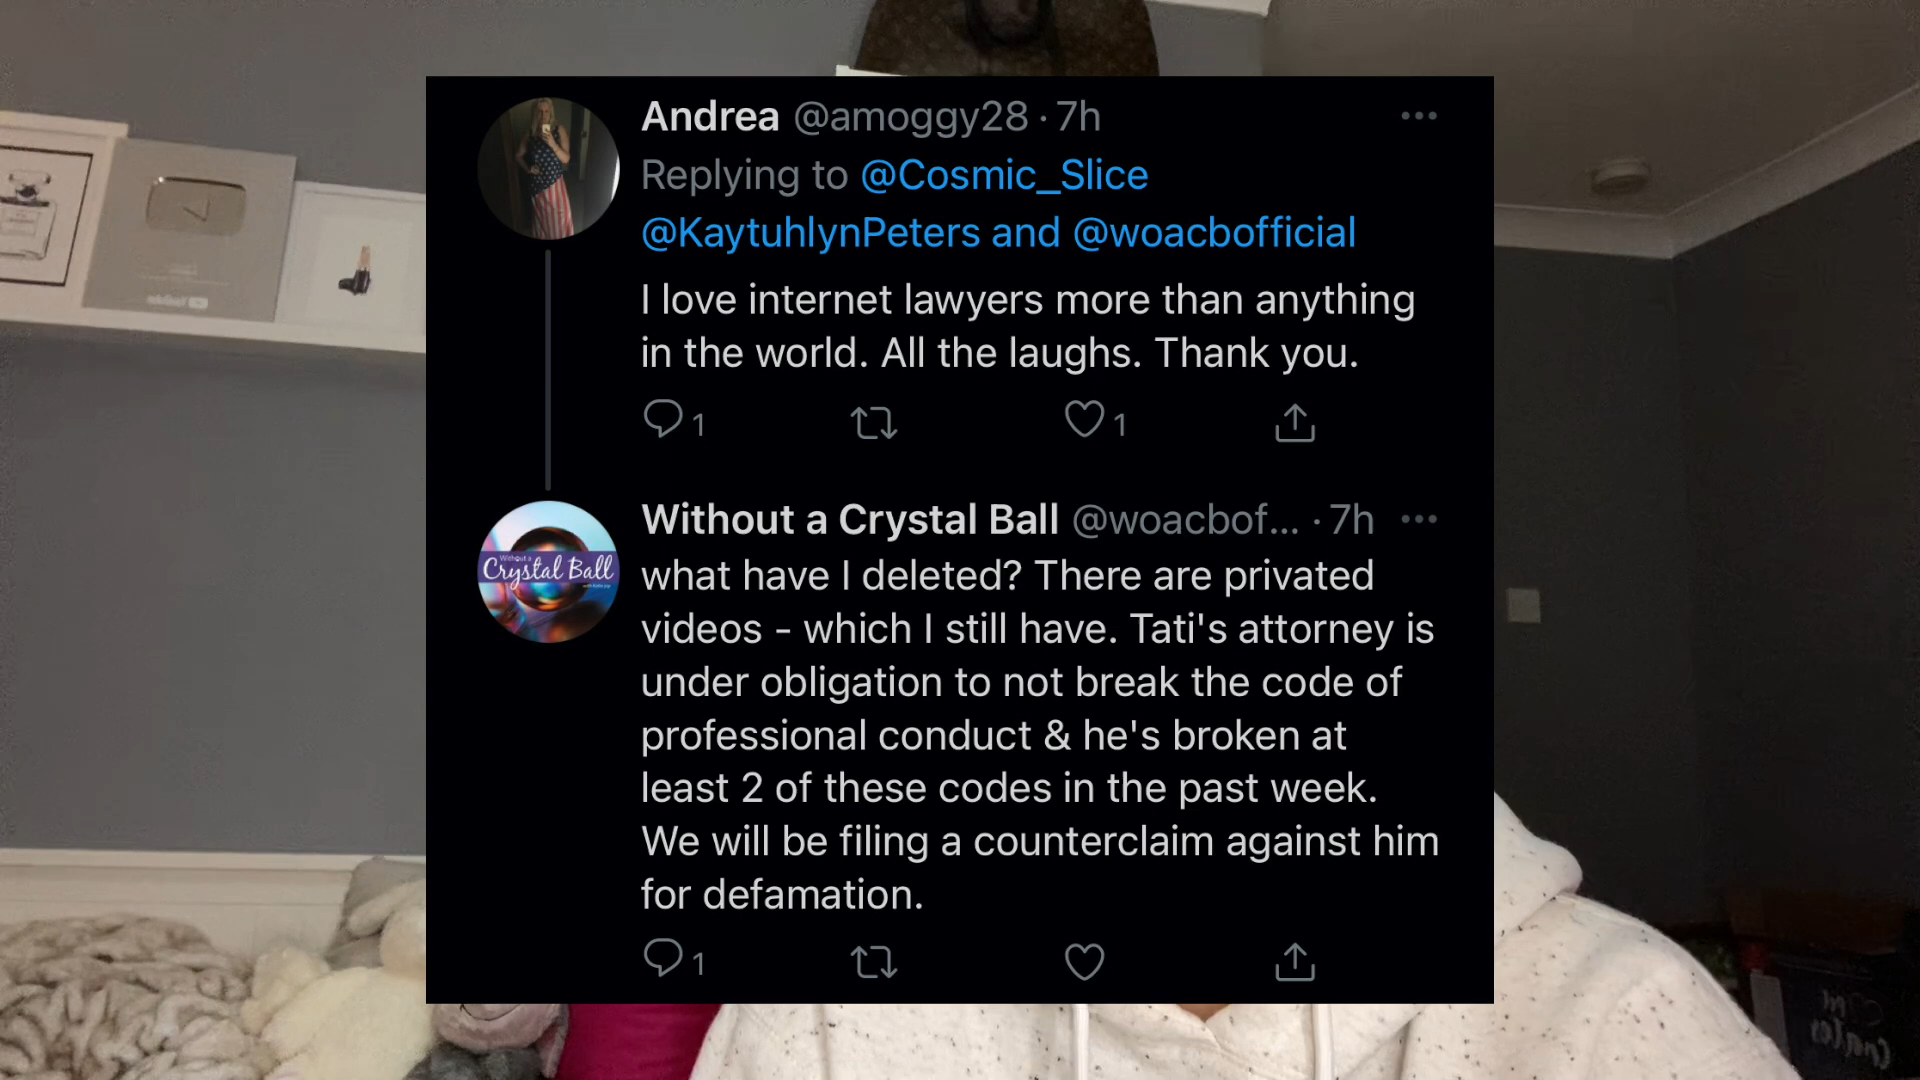 Andrea @amoggy28 · 7h
Replying to @Cosmic_Slice
@KaytuhlynPeters and @woacbofficial
I love internet lawyers more than anything
in the world. All the laughs. Thank you.
1 1
Without a Crystal Ball @woacbof... · 7h
Without a
Crystal Ball
what have I deleted? There are privated
videos - which I still have. Tati's attorney is
under obligation to not break the code of
professional conduct & he's broken at
least 2 of these codes in the past week.
We will be filing a counterclaim against him
for defamation.
1